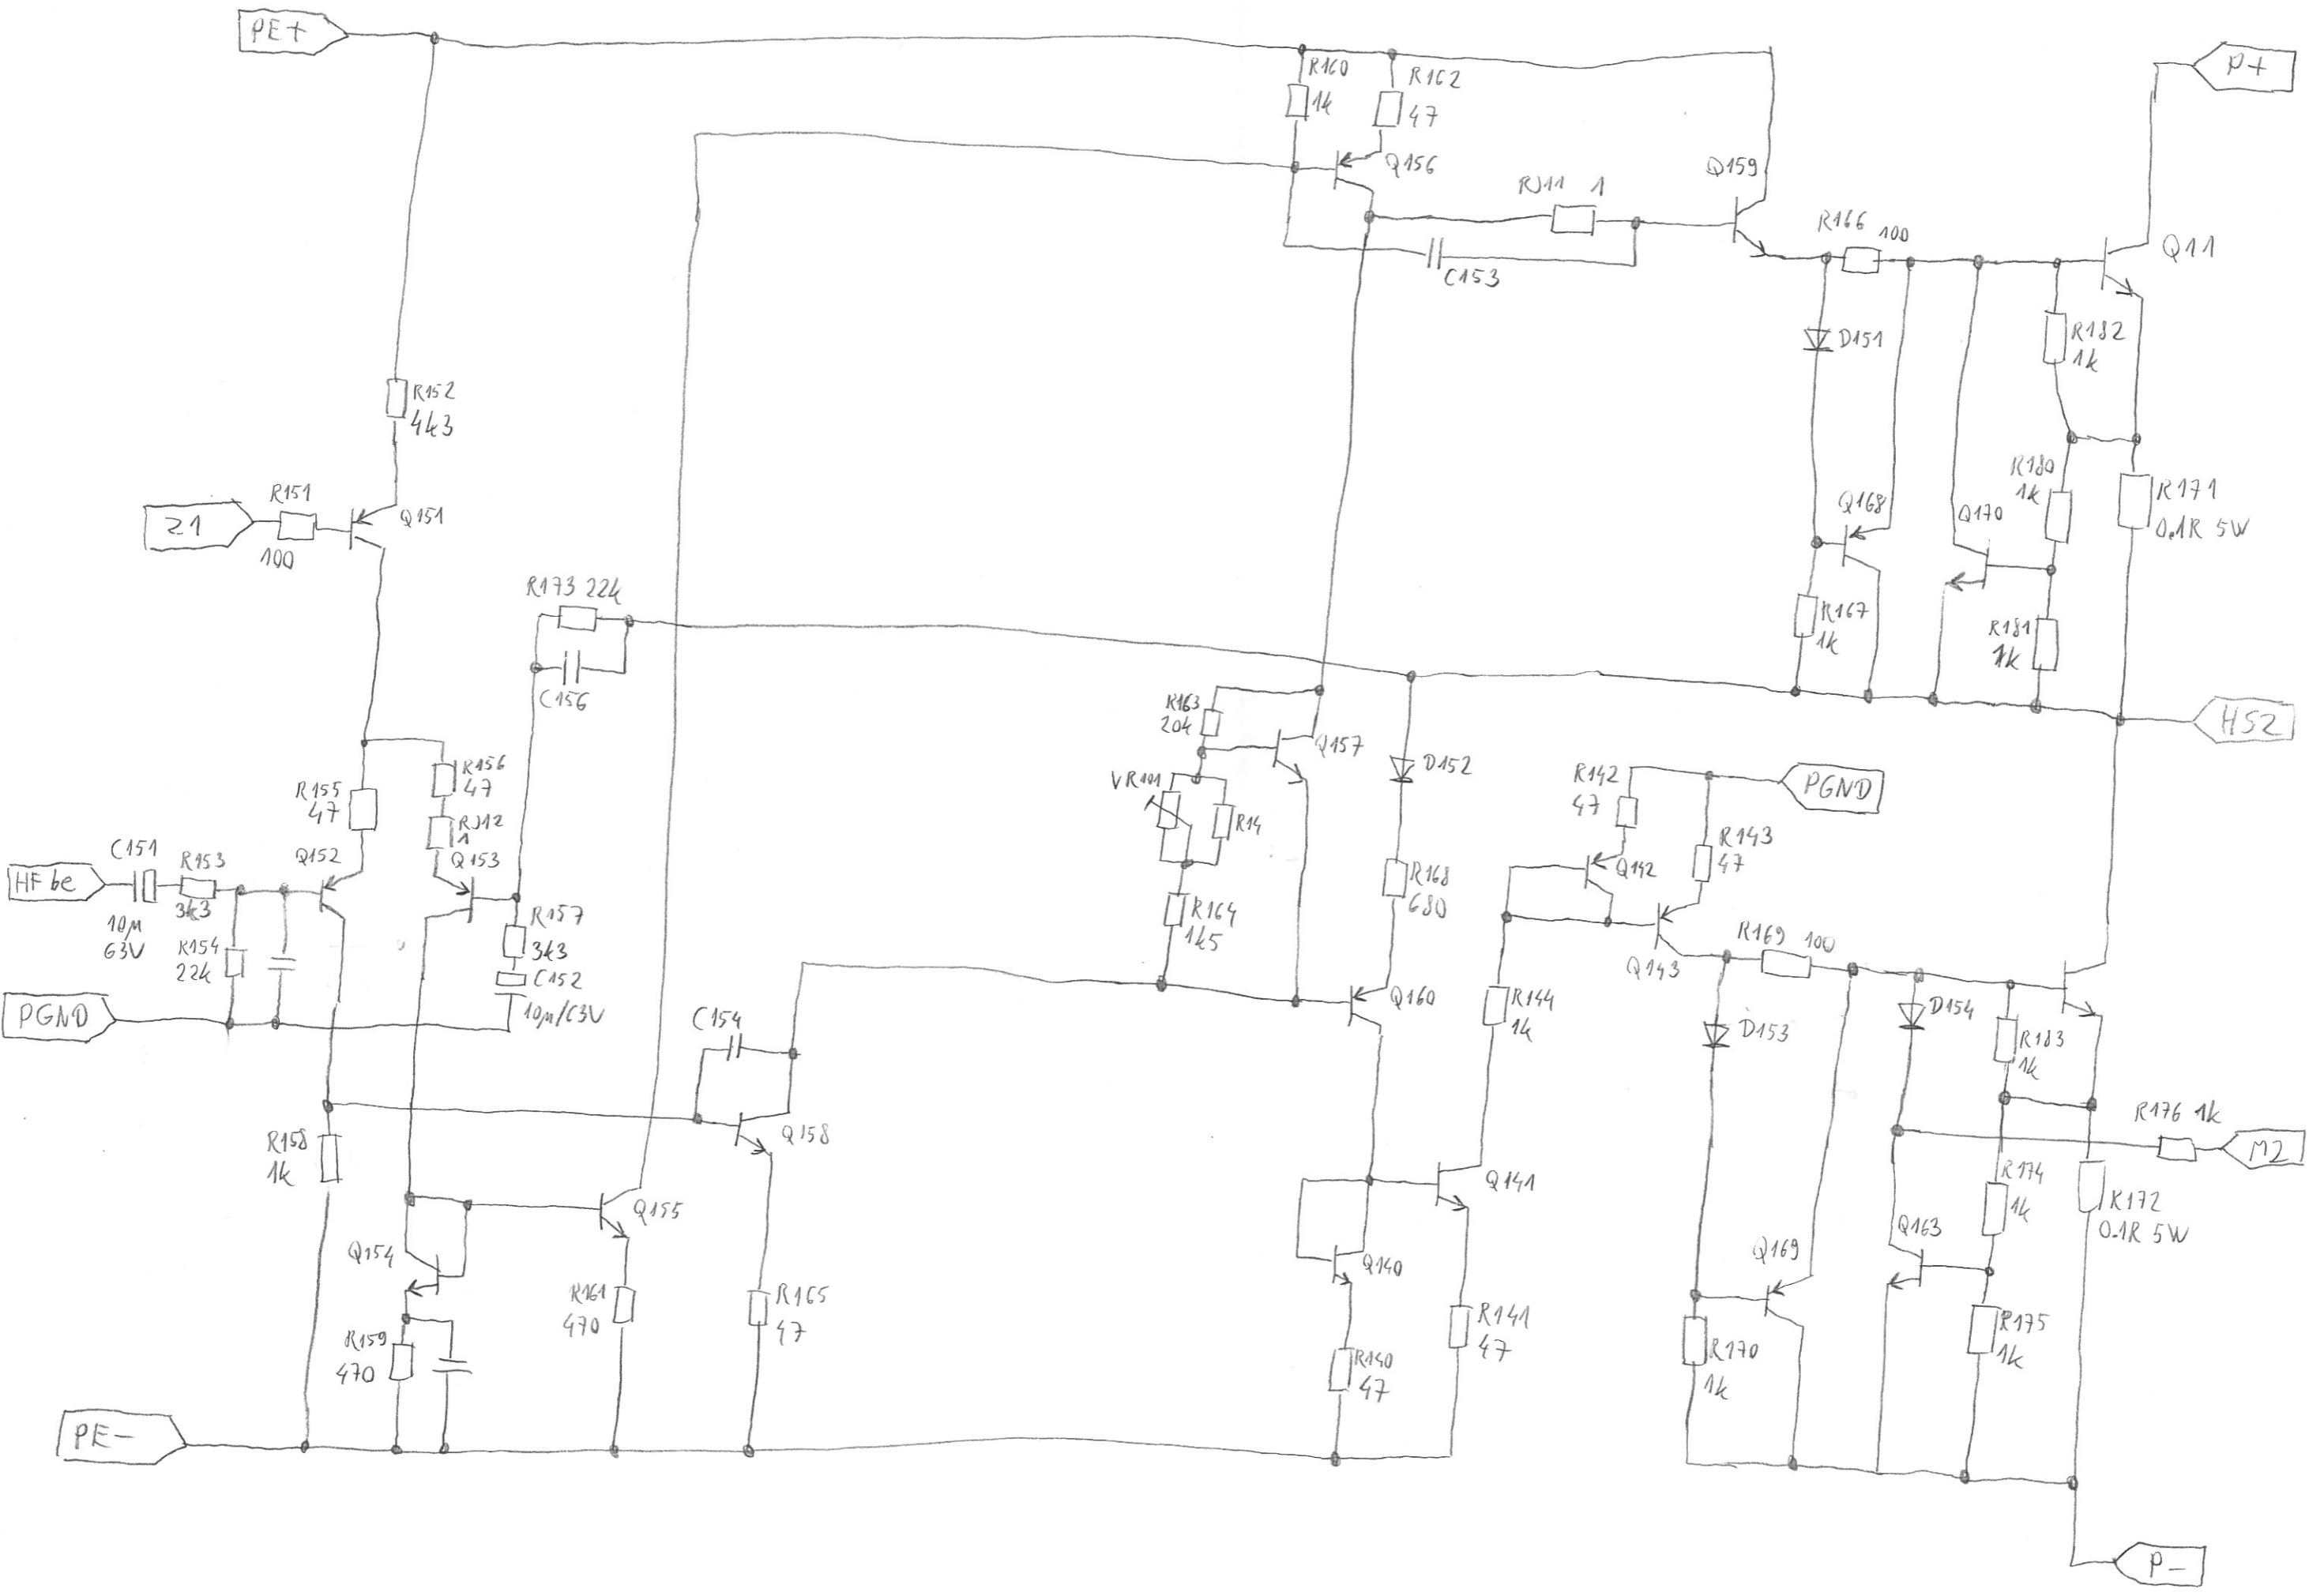 PE+
P+
R160
1k
R162
47
Q156
RJ11 1
Q159
C153
R166 100
Q11
D151
R182
1k
R152
4k3
Z1
R151
100
Q151
Q168
Q170
R180
1k
R171
0.1R 5W
R167
1k
R181
1k
R173 22k
C156
HS2
R163
20k
Q157
VR101
R14
R164
1k5
D152
R168
680
R155
47
R156
47
RJ12
1
Q152
Q153
HF be
C151
10µ
63V
R153
3k3
R154
22k
R157
3k3
C152
10µ/63V
PGND
R142
47
PGND
R143
47
Q142
Q143
R169 100
Q160
R144
1k
D153
D154
R183
1k
C154
Q158
R158
1k
R176 1k
M2
R174
1k
R172
0.1R 5W
Q155
Q154
Q141
Q140
Q169
Q163
R159
470
R161
470
R165
47
R140
47
R141
47
R170
1k
R175
1k
PE-
P-